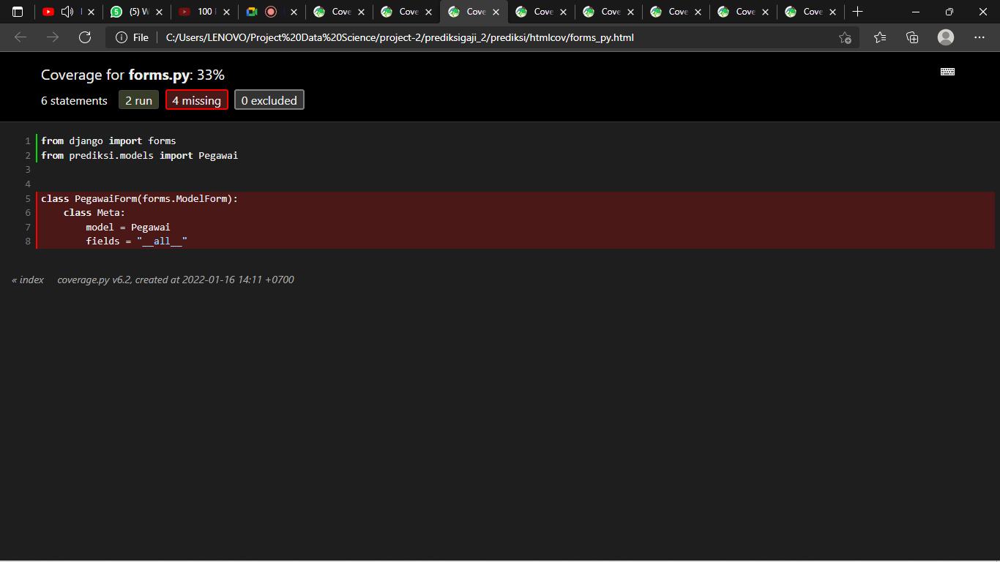 (5) W
100
Cove
Cove
Cove
Cove
Cove
Cove
Cove
Cove
File
C:/Users/LENOVO/Project%20Data%20Science/project-2/prediksigaji_2/prediksi/htmlcov/forms_py.html
Coverage for forms.py: 33%
6 statements 2 run 4 missing 0 excluded
1 from django import forms
2 from prediksi.models import Pegawai
3
4
5 class PegawaiForm(forms.ModelForm):
6 class Meta:
7 model = Pegawai
8 fields = "__all__"
« index coverage.py v6.2, created at 2022-01-16 14:11 +0700